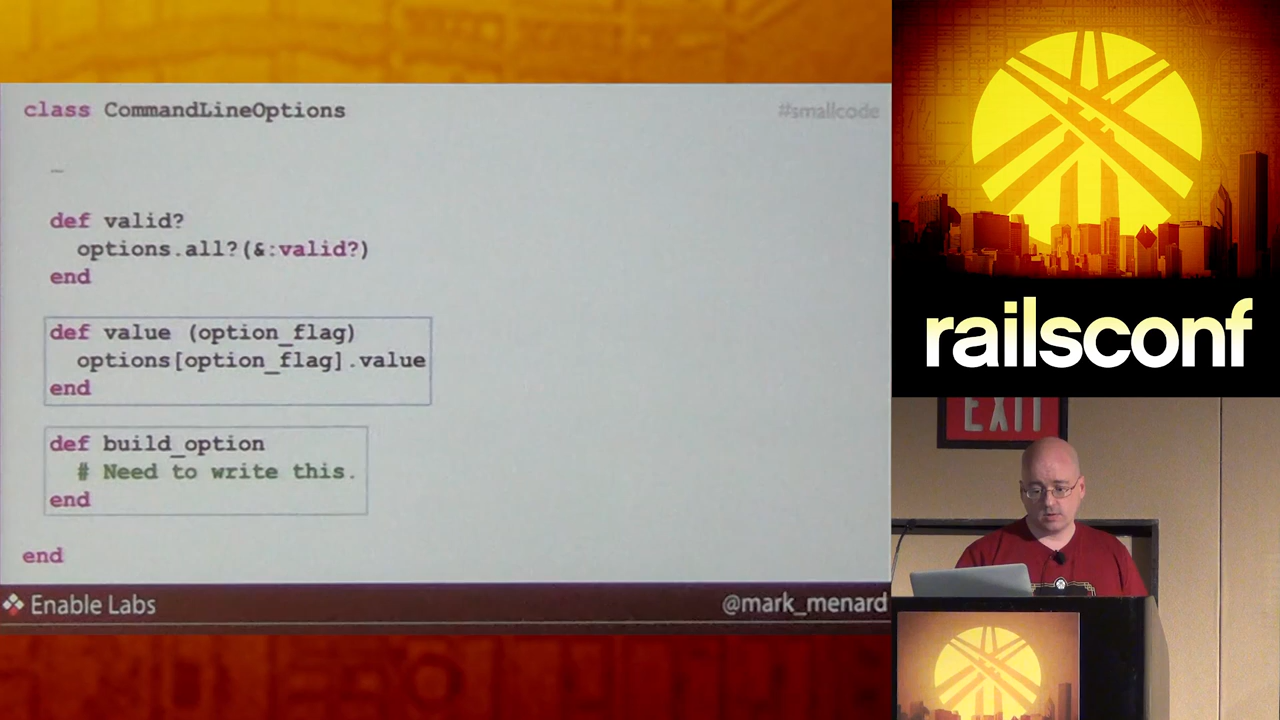 class CommandLineOptions
#smallcode
…
def valid?
options.all?(&:valid?)
end
def value (option_flag)
options[option_flag].value
end
def build_option
# Need to write this.
end
end
Enable Labs
@mark_menard
railsconf
EXIT